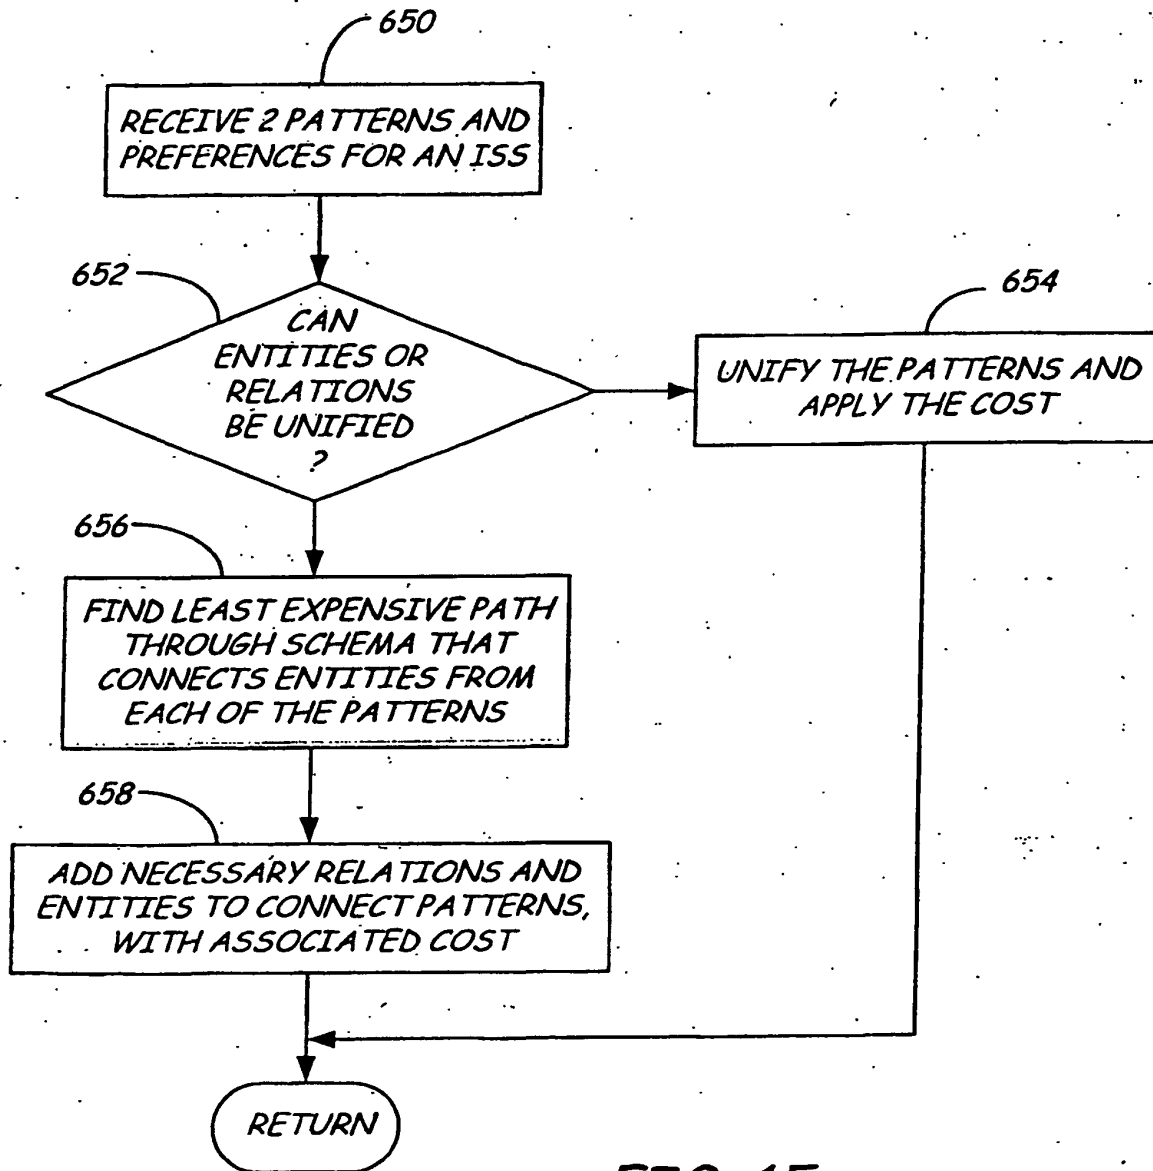 650
RECEIVE 2 PATTERNS AND
PREFERENCES FOR AN ISS
652
CAN
ENTITIES OR
RELATIONS
BE UNIFIED
?
654
UNIFY THE PATTERNS AND
APPLY THE COST
656
FIND LEAST EXPENSIVE PATH
THROUGH SCHEMA THAT
CONNECTS ENTITIES FROM
EACH OF THE PATTERNS
658
ADD NECESSARY RELATIONS AND
ENTITIES TO CONNECT PATTERNS,
WITH ASSOCIATED COST
RETURN